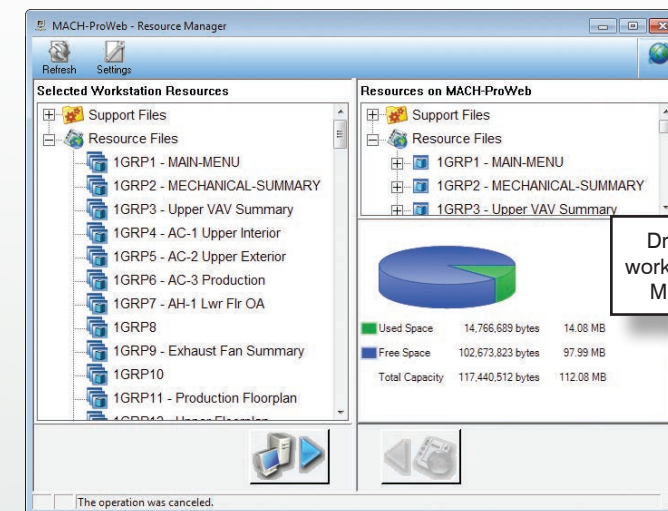 MACH-ProWeb - Resource Manager
Refresh Settings
Selected Workstation Resources
Support Files
Resource Files
1GRP1 - MAIN-MENU
1GRP2 - MECHANICAL-SUMMARY
1GRP3 - Upper VAV Summary
1GRP4 - AC-1 Upper Interior
1GRP5 - AC-2 Upper Exterior
1GRP6 - AC-3 Production
1GRP7 - AH-1 Lwr Flr OA
1GRP8
1GRP9 - Exhaust Fan Summary
1GRP10
1GRP11 - Production Floorplan
Resources on MACH-ProWeb
Support Files
Resource Files
1GRP1 - MAIN-MENU
1GRP2 - MECHANICAL-SUMMARY
1GRP3 - Upper VAV Summary
Used Space 14,766,689 bytes 14.08 MB
Free Space 102,673,823 bytes 97.99 MB
Total Capacity 117,440,512 bytes 112.08 MB
The operation was canceled.